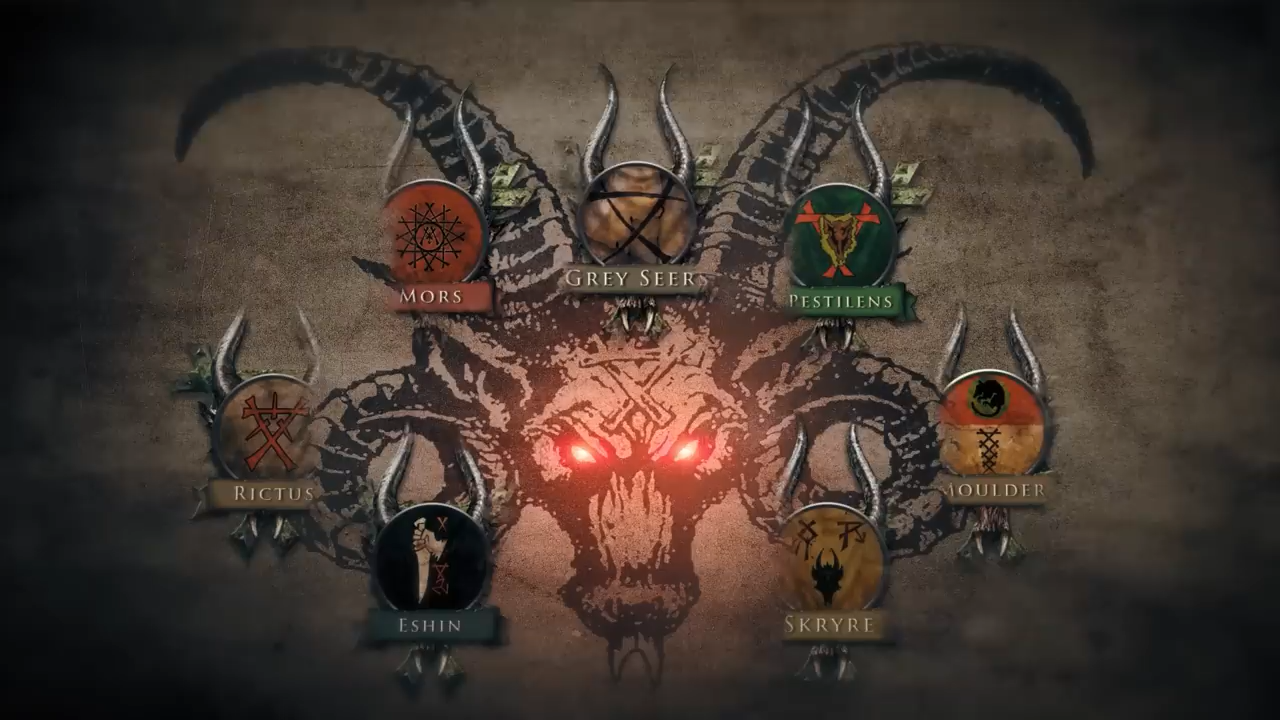 MORS
GREY SEER
PESTILENS
RICTUS
MOULDER
ESHIN
SKRYRE